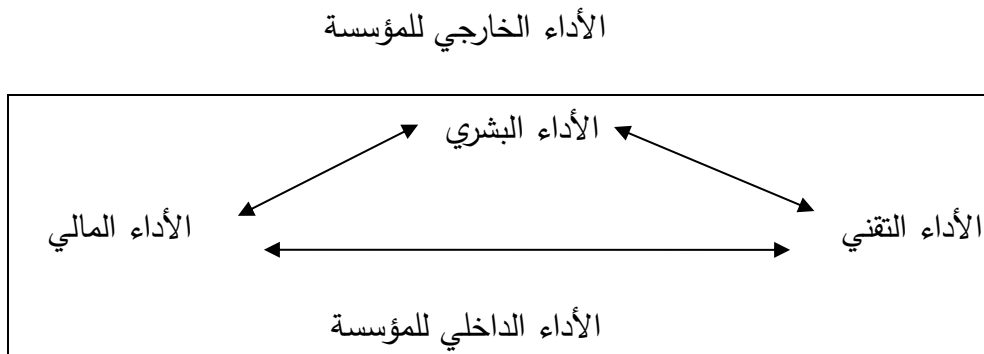 الأداء الخارجي للمؤسسة
الأداء البشري
الأداء التقني
الأداء المالي
الأداء الداخلي للمؤسسة